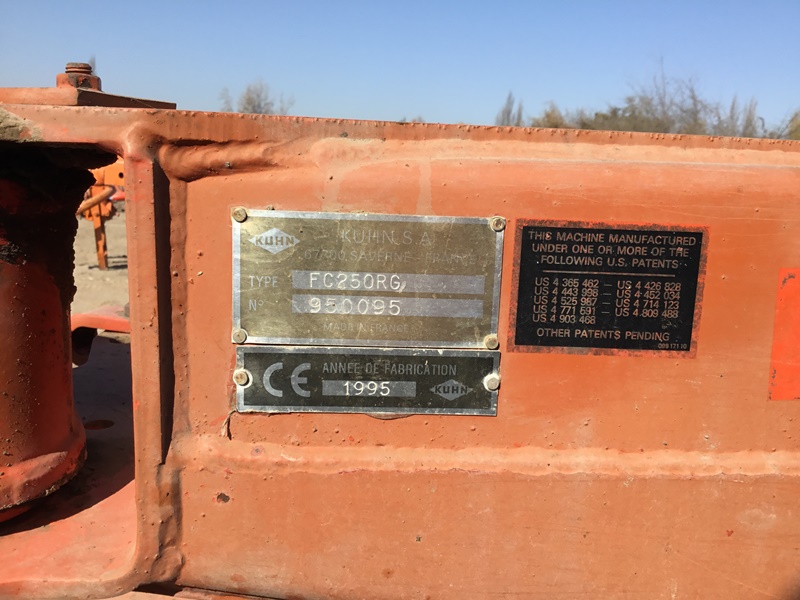 KUHN
KUHN S.A.
67700 SAVERNE - FRANCE
TYPE FC250RG
N° 950095
MADE IN FRANCE
CE ANNÉE DE FABRICATION
1995 KUHN
THIS MACHINE MANUFACTURED
UNDER ONE OR MORE OF THE
FOLLOWING U.S. PATENTS
US 4 365 462 - US 4 426 828
US 4 443 998 - US 4 452 034
US 4 525 987 - US 4 714 123
US 4 771 591 - US 4 809 488
US 4 903 468
OTHER PATENTS PENDING